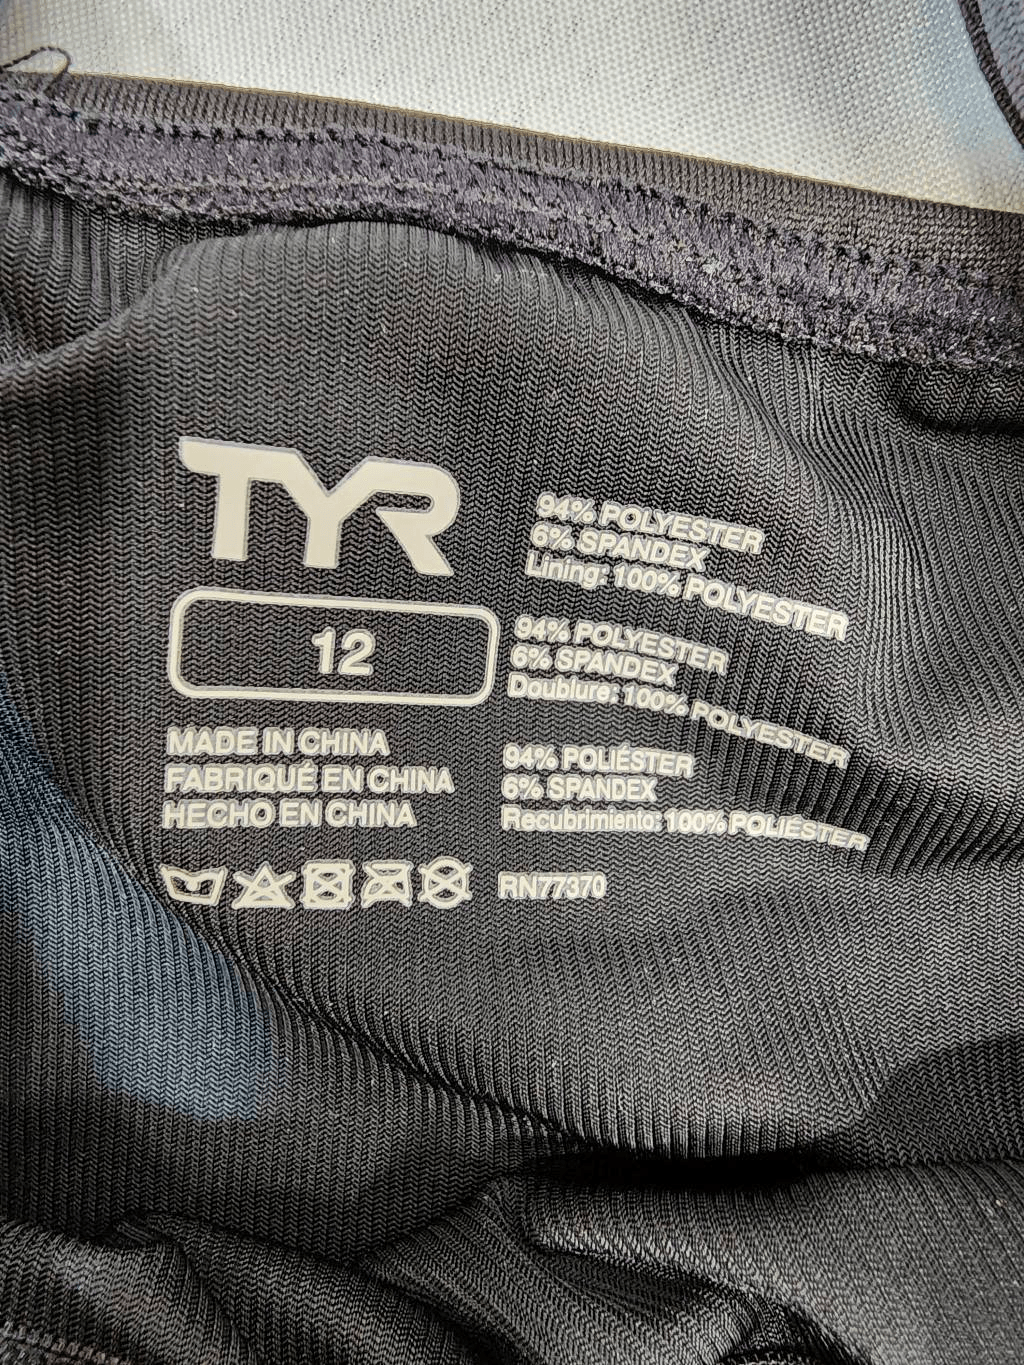 TYR
12
MADE IN CHINA
FABRIQUÉ EN CHINA
HECHO EN CHINA
94% POLYESTER
6% SPANDEX
Lining: 100% POLYESTER
94% POLYESTER
6% SPANDEX
Doublure: 100% POLYESTER
94% POLIÉSTER
6% SPANDEX
Recubrimiento: 100% POLIÉSTER
RN77370